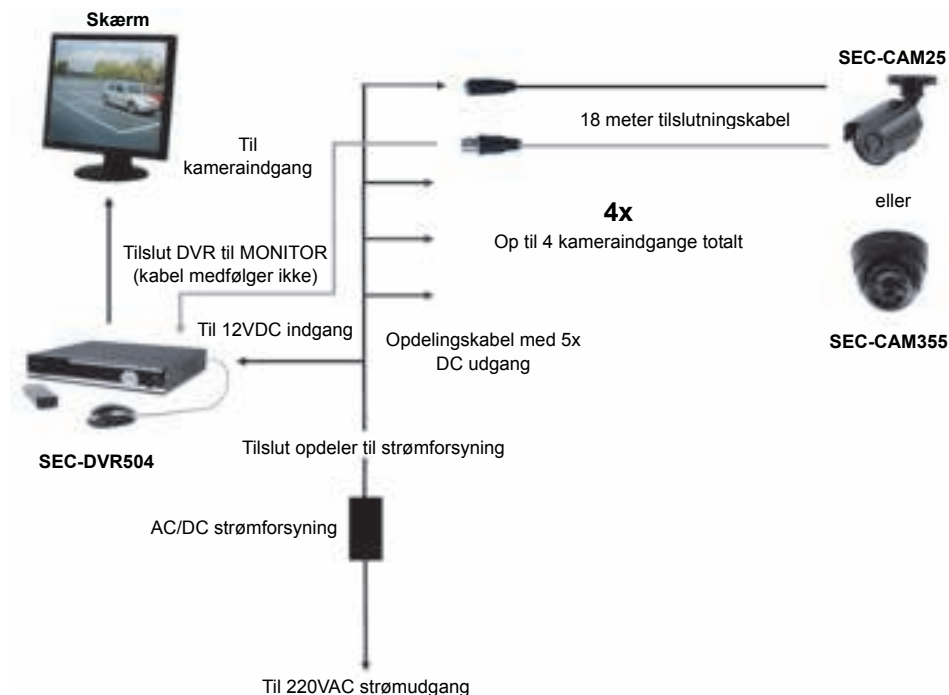 Skærm
SEC-CAM25
18 meter tilslutningskabel
Til
kameraindgang
eller
4x
Op til 4 kameraindgange totalt
Tilslut DVR til MONITOR
(kabel medfølger ikke)
Til 12VDC indgang
Opdelingskabel med 5x
DC udgang
SEC-CAM355
SEC-DVR504
Tilslut opdeler til strømforsyning
AC/DC strømforsyning
Til 220VAC strømudgang